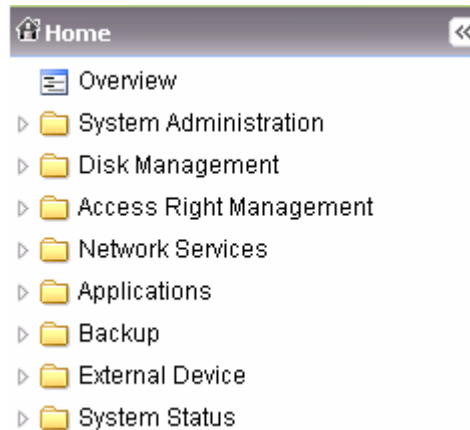 Home
Overview
System Administration
Disk Management
Access Right Management
Network Services
Applications
Backup
External Device
System Status